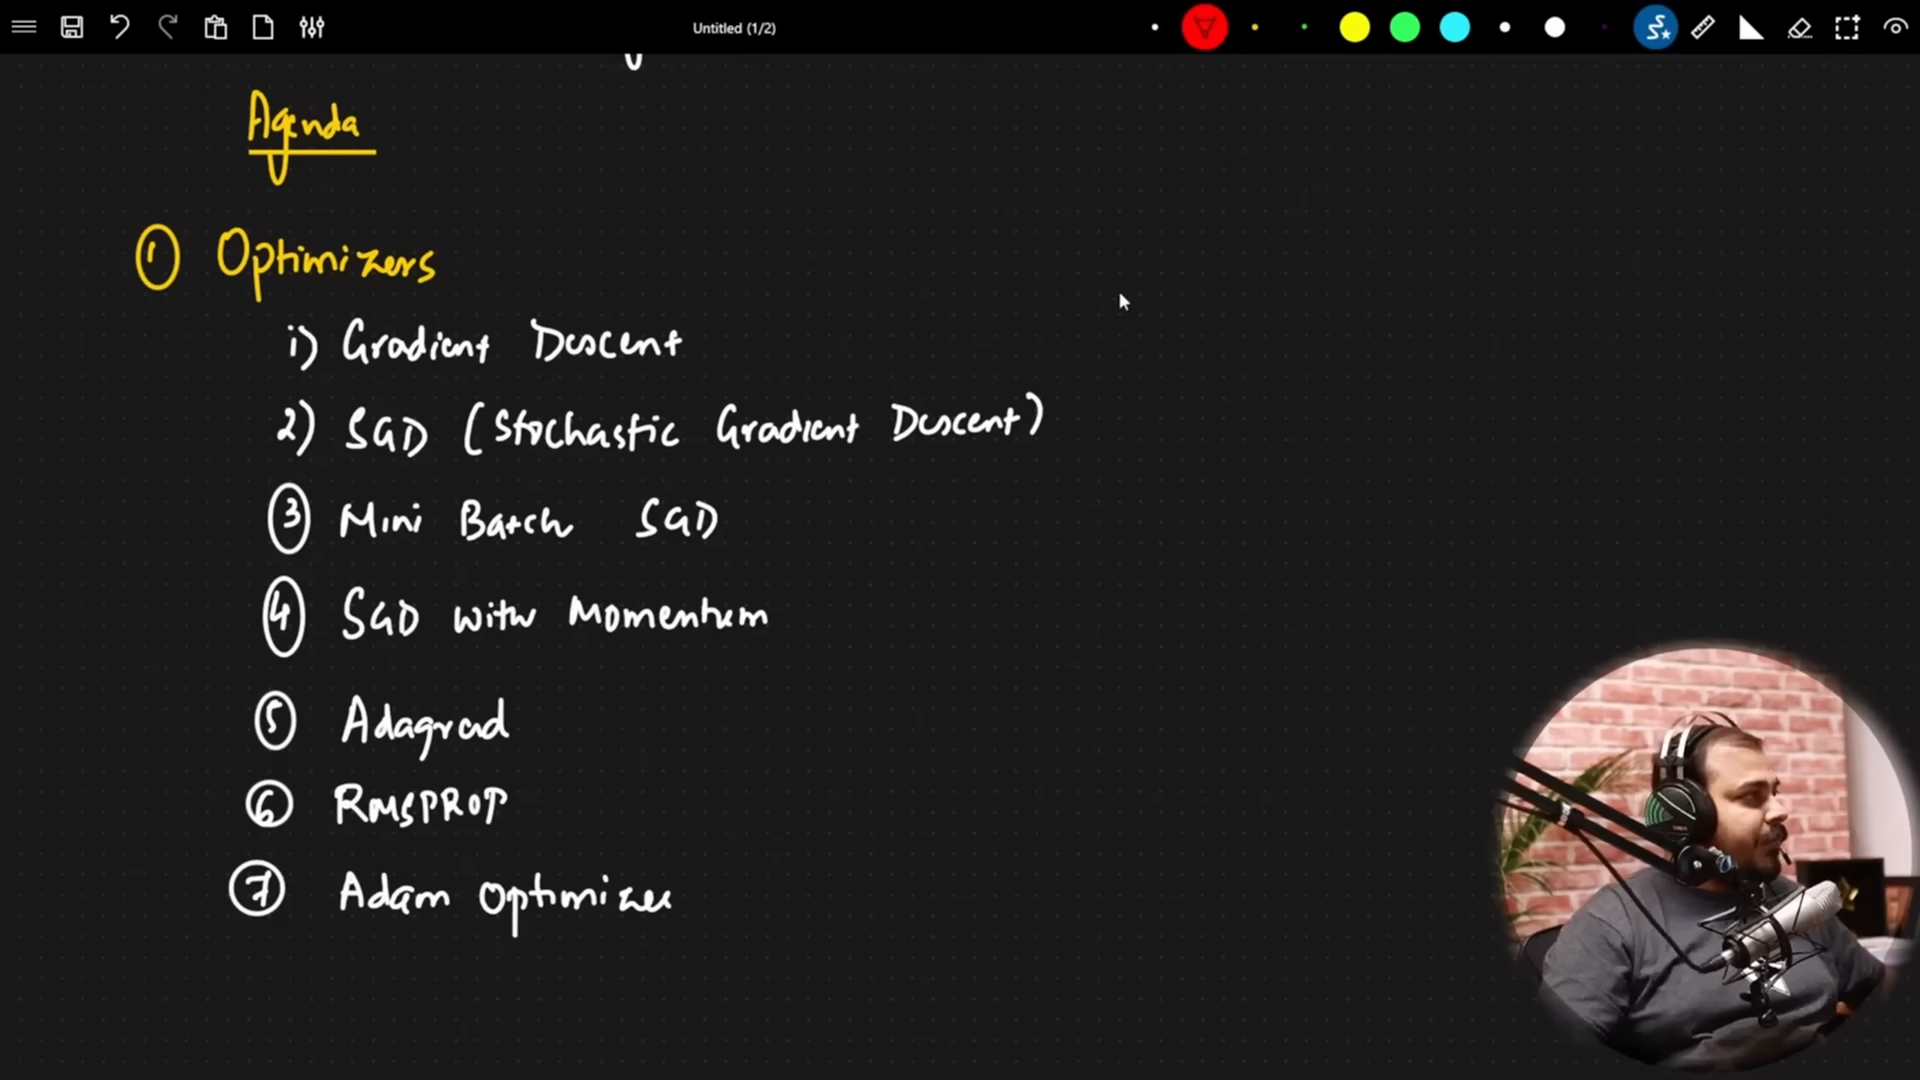 Untitled (1/2)
Agenda
① Optimizers
i) Gradient Descent
2) SGD (Stochastic Gradient Descent)
③ Mini Batch SGD
④ SGD with Momentum
⑤ Adagrad
⑥ RMSPROP
⑦ Adam Optimizer